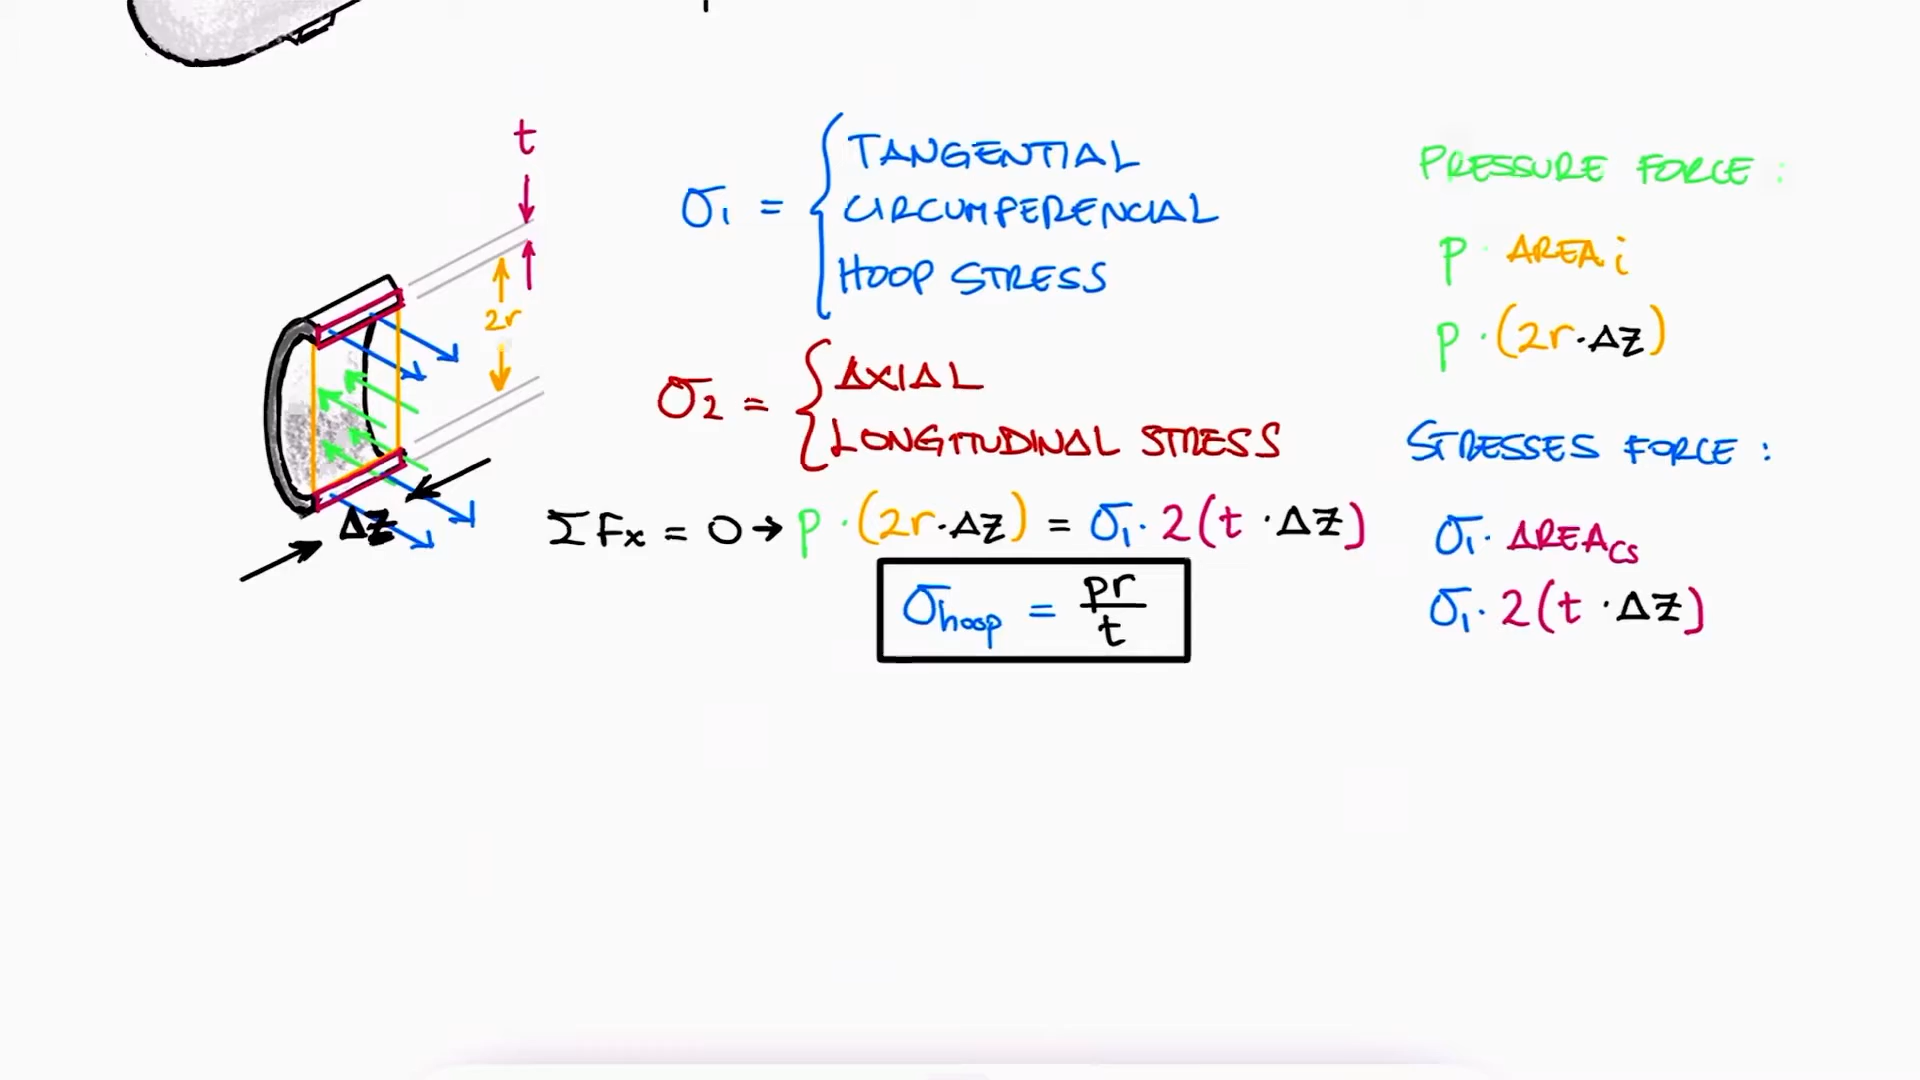 t
2r
Δz
σ₁ = { TANGENTIAL
CIRCUMFERENCIAL
HOOP STRESS
σ₂ = { AXIAL
LONGITUDINAL STRESS
ΣFx = 0 → p · (2r·Δz) = σ₁ · 2(t · Δz)
σhoop = pr/t
PRESSURE FORCE :
p · AREAi
p · (2r·Δz)
STRESSES FORCE :
σ₁ · AREAcs
σ₁ · 2(t · Δz)